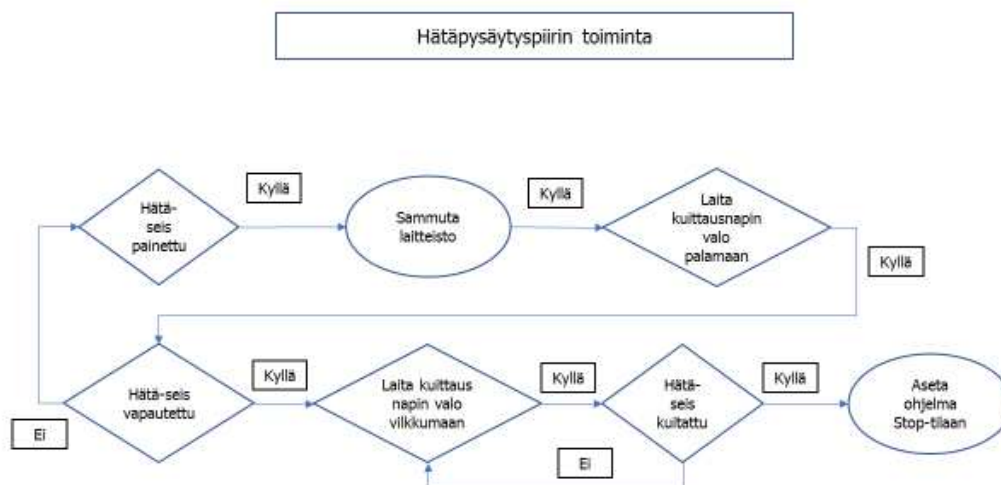 Hätäpysäytyspiirin toiminta
Kyllä
Kyllä
Hätä-
seis
painettu
Sammuta
laitteisto
Laita
kuittausnapin
valo
palamaan
Kyllä
Hätä-seis
vapautettu
Kyllä
Laita kuittaus
napin valo
vilkkumaan
Kyllä
Hätä-
seis
kuitattu
Kyllä
Aseta
ohjelma
Stop-tilaan
Ei
Ei